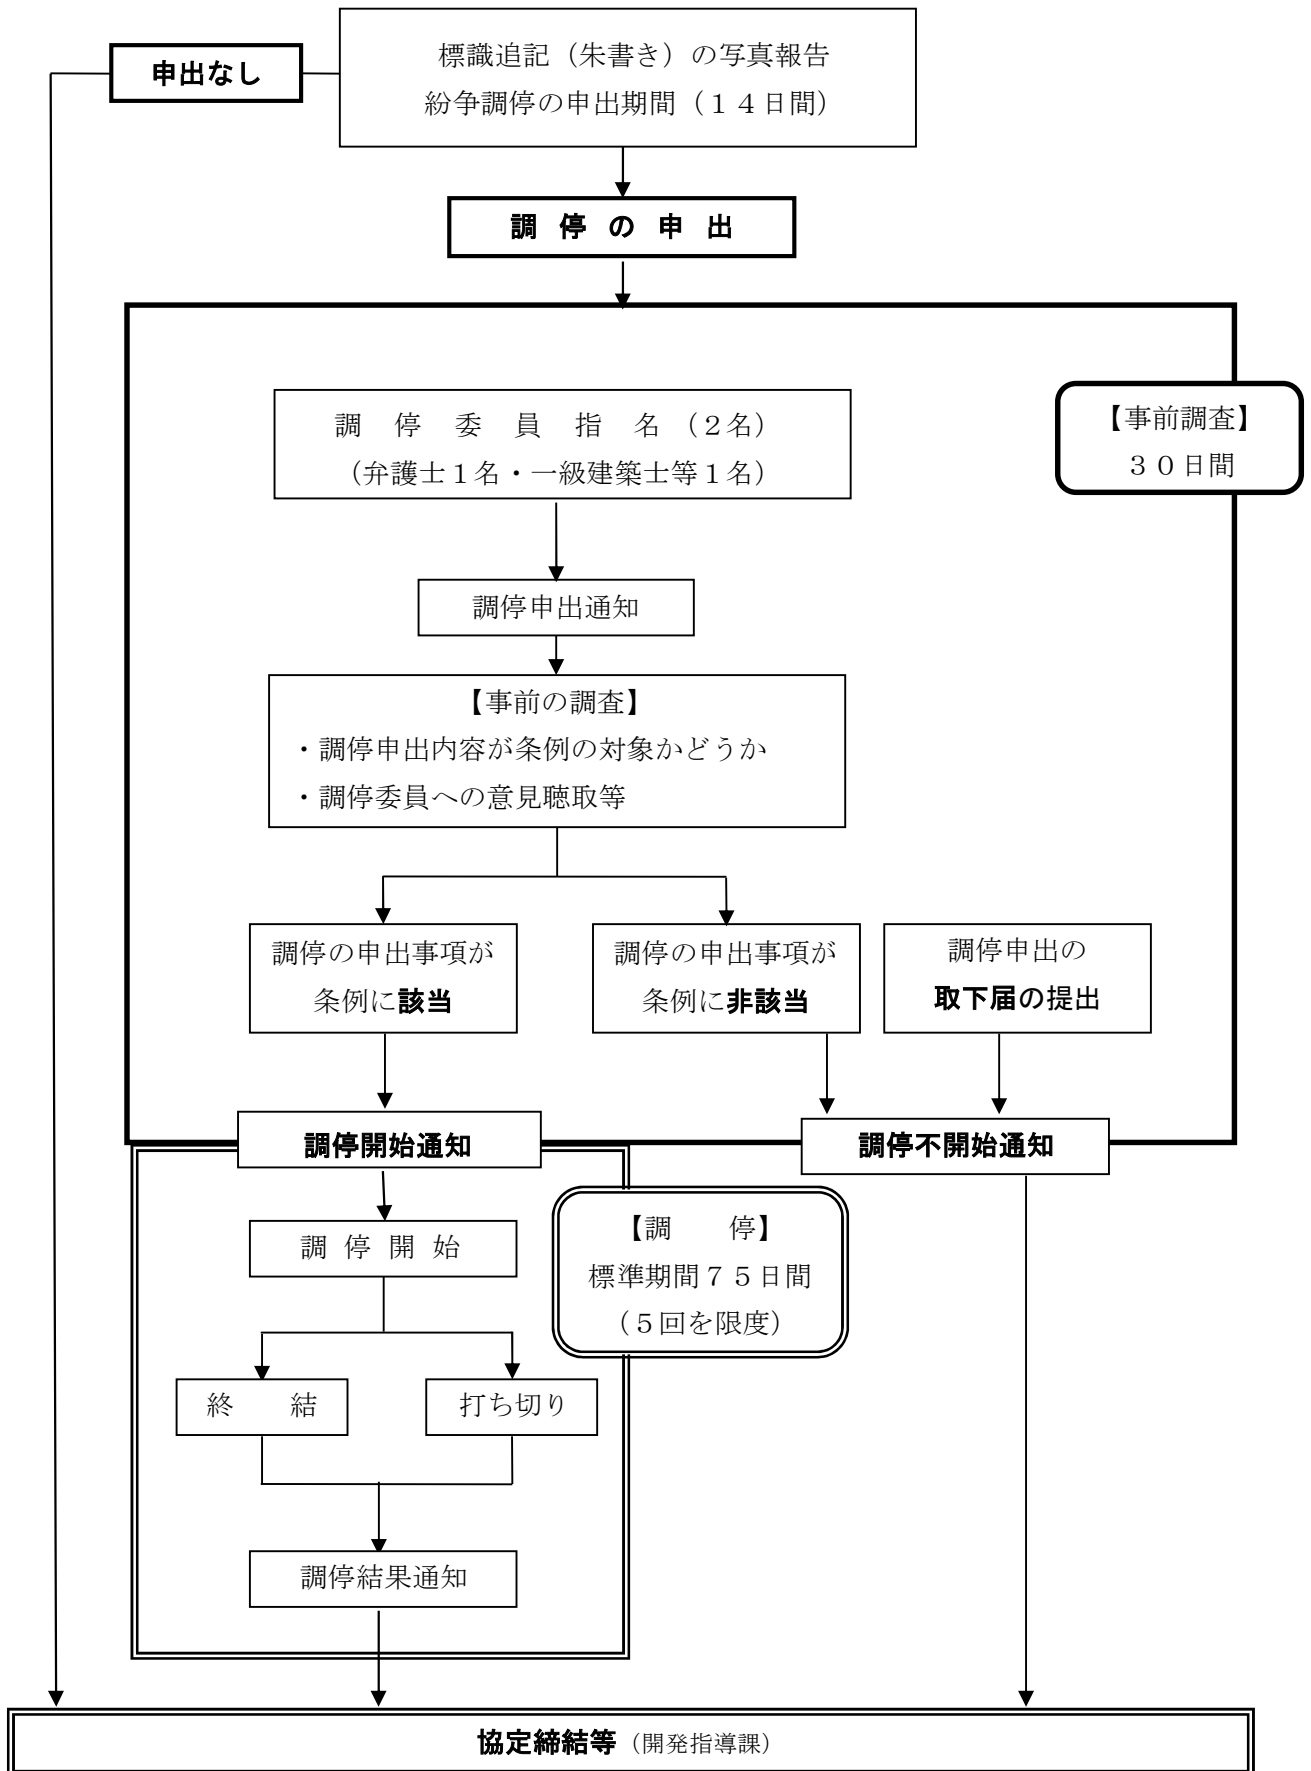 申出なし
標識追記（朱書き）の写真報告
紛争調停の申出期間（１４日間）
調停の申出
調停委員指名（２名）
（弁護士１名・一級建築士等１名）
【事前調査】
３０日間
調停申出通知
【事前の調査】
・調停申出内容が条例の対象かどうか
・調停委員への意見聴取等
調停の申出事項が
条例に該当
調停の申出事項が
条例に非該当
調停申出の
取下届の提出
調停開始通知
調停不開始通知
調停開始
【調　　停】
標準期間７５日間
（５回を限度）
終　　結
打ち切り
調停結果通知
協定締結等（開発指導課）